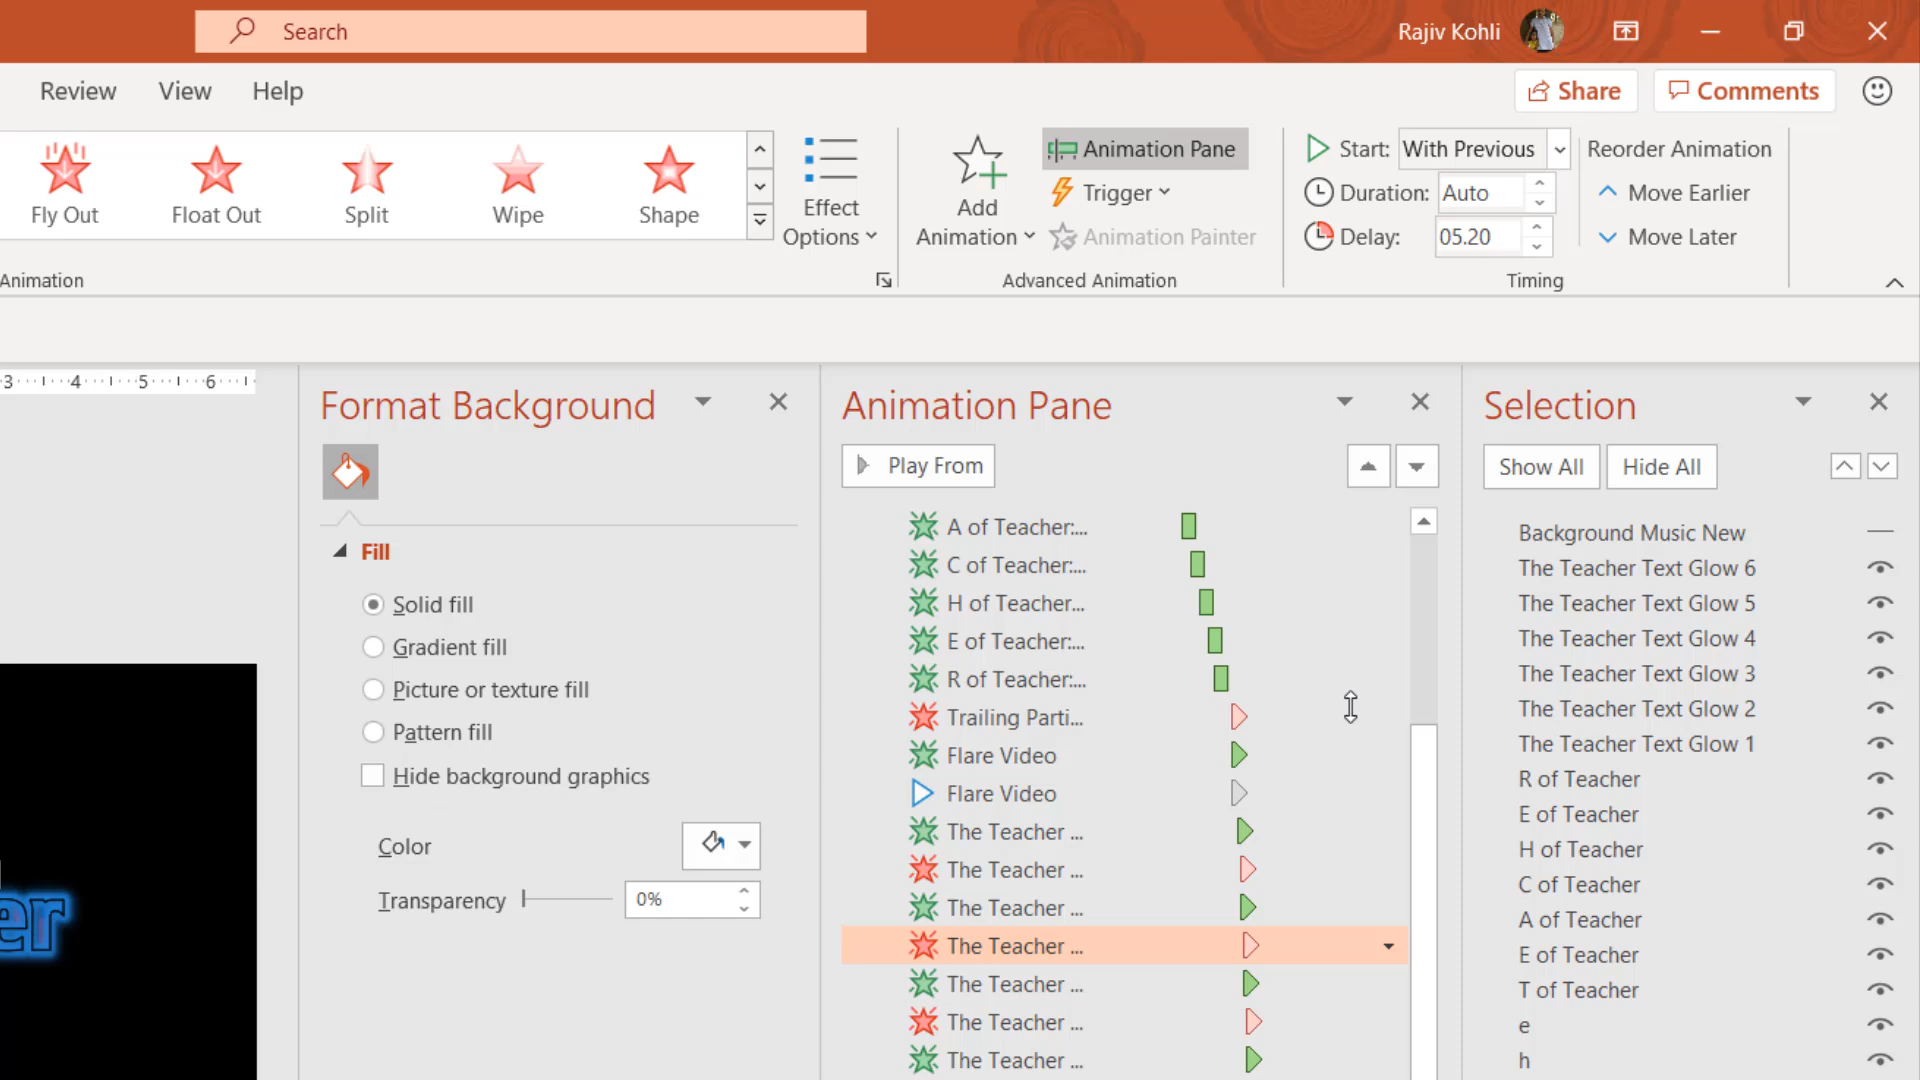 Search
Rajiv Kohli
Review View Help
Share Comments
Fly Out Float Out Split Wipe Shape
Effect Options
Add Animation
Animation Pane
Trigger
Animation Painter
Start: With Previous
Duration: Auto
Delay: 05.20
Reorder Animation
Move Earlier
Move Later
Animation
Advanced Animation
Timing
3 4 5 6
er
Format Background
Fill
Solid fill
Gradient fill
Picture or texture fill
Pattern fill
Hide background graphics
Color
Transparency 0%
Animation Pane
Play From
A of Teacher:...
C of Teacher:...
H of Teacher...
E of Teacher:...
R of Teacher:...
Trailing Parti...
Flare Video
Flare Video
The Teacher ...
The Teacher ...
The Teacher ...
The Teacher ...
The Teacher ...
The Teacher ...
The Teacher ...
Selection
Show All Hide All
Background Music New
The Teacher Text Glow 6
The Teacher Text Glow 5
The Teacher Text Glow 4
The Teacher Text Glow 3
The Teacher Text Glow 2
The Teacher Text Glow 1
R of Teacher
E of Teacher
H of Teacher
C of Teacher
A of Teacher
E of Teacher
T of Teacher
e
h